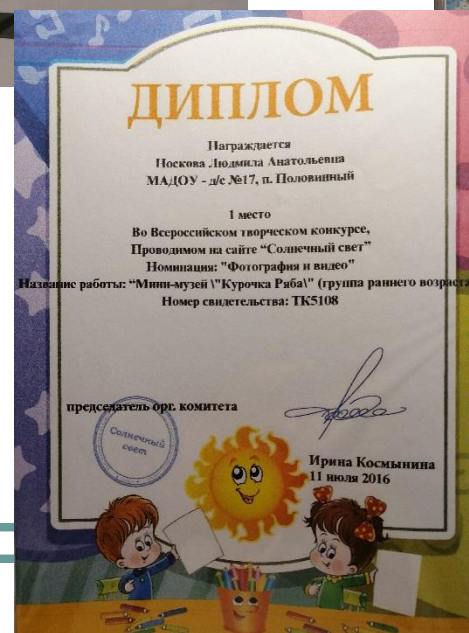 ДИПЛОМ
Награждается
Носкова Людмила Анатольевна
МАДОУ - д/с №17, п. Половинный
1 место
Во Всероссийском творческом конкурсе,
Проводимом на сайте “Солнечный свет”
Номинация: "Фотография и видео"
Название работы: “Мини-музей \"Курочка Ряба\" (группа раннего возраста
Номер свидетельства: ТК5108
председатель орг. комитета
Солнечный
свет
Ирина Космынина
11 июля 2016